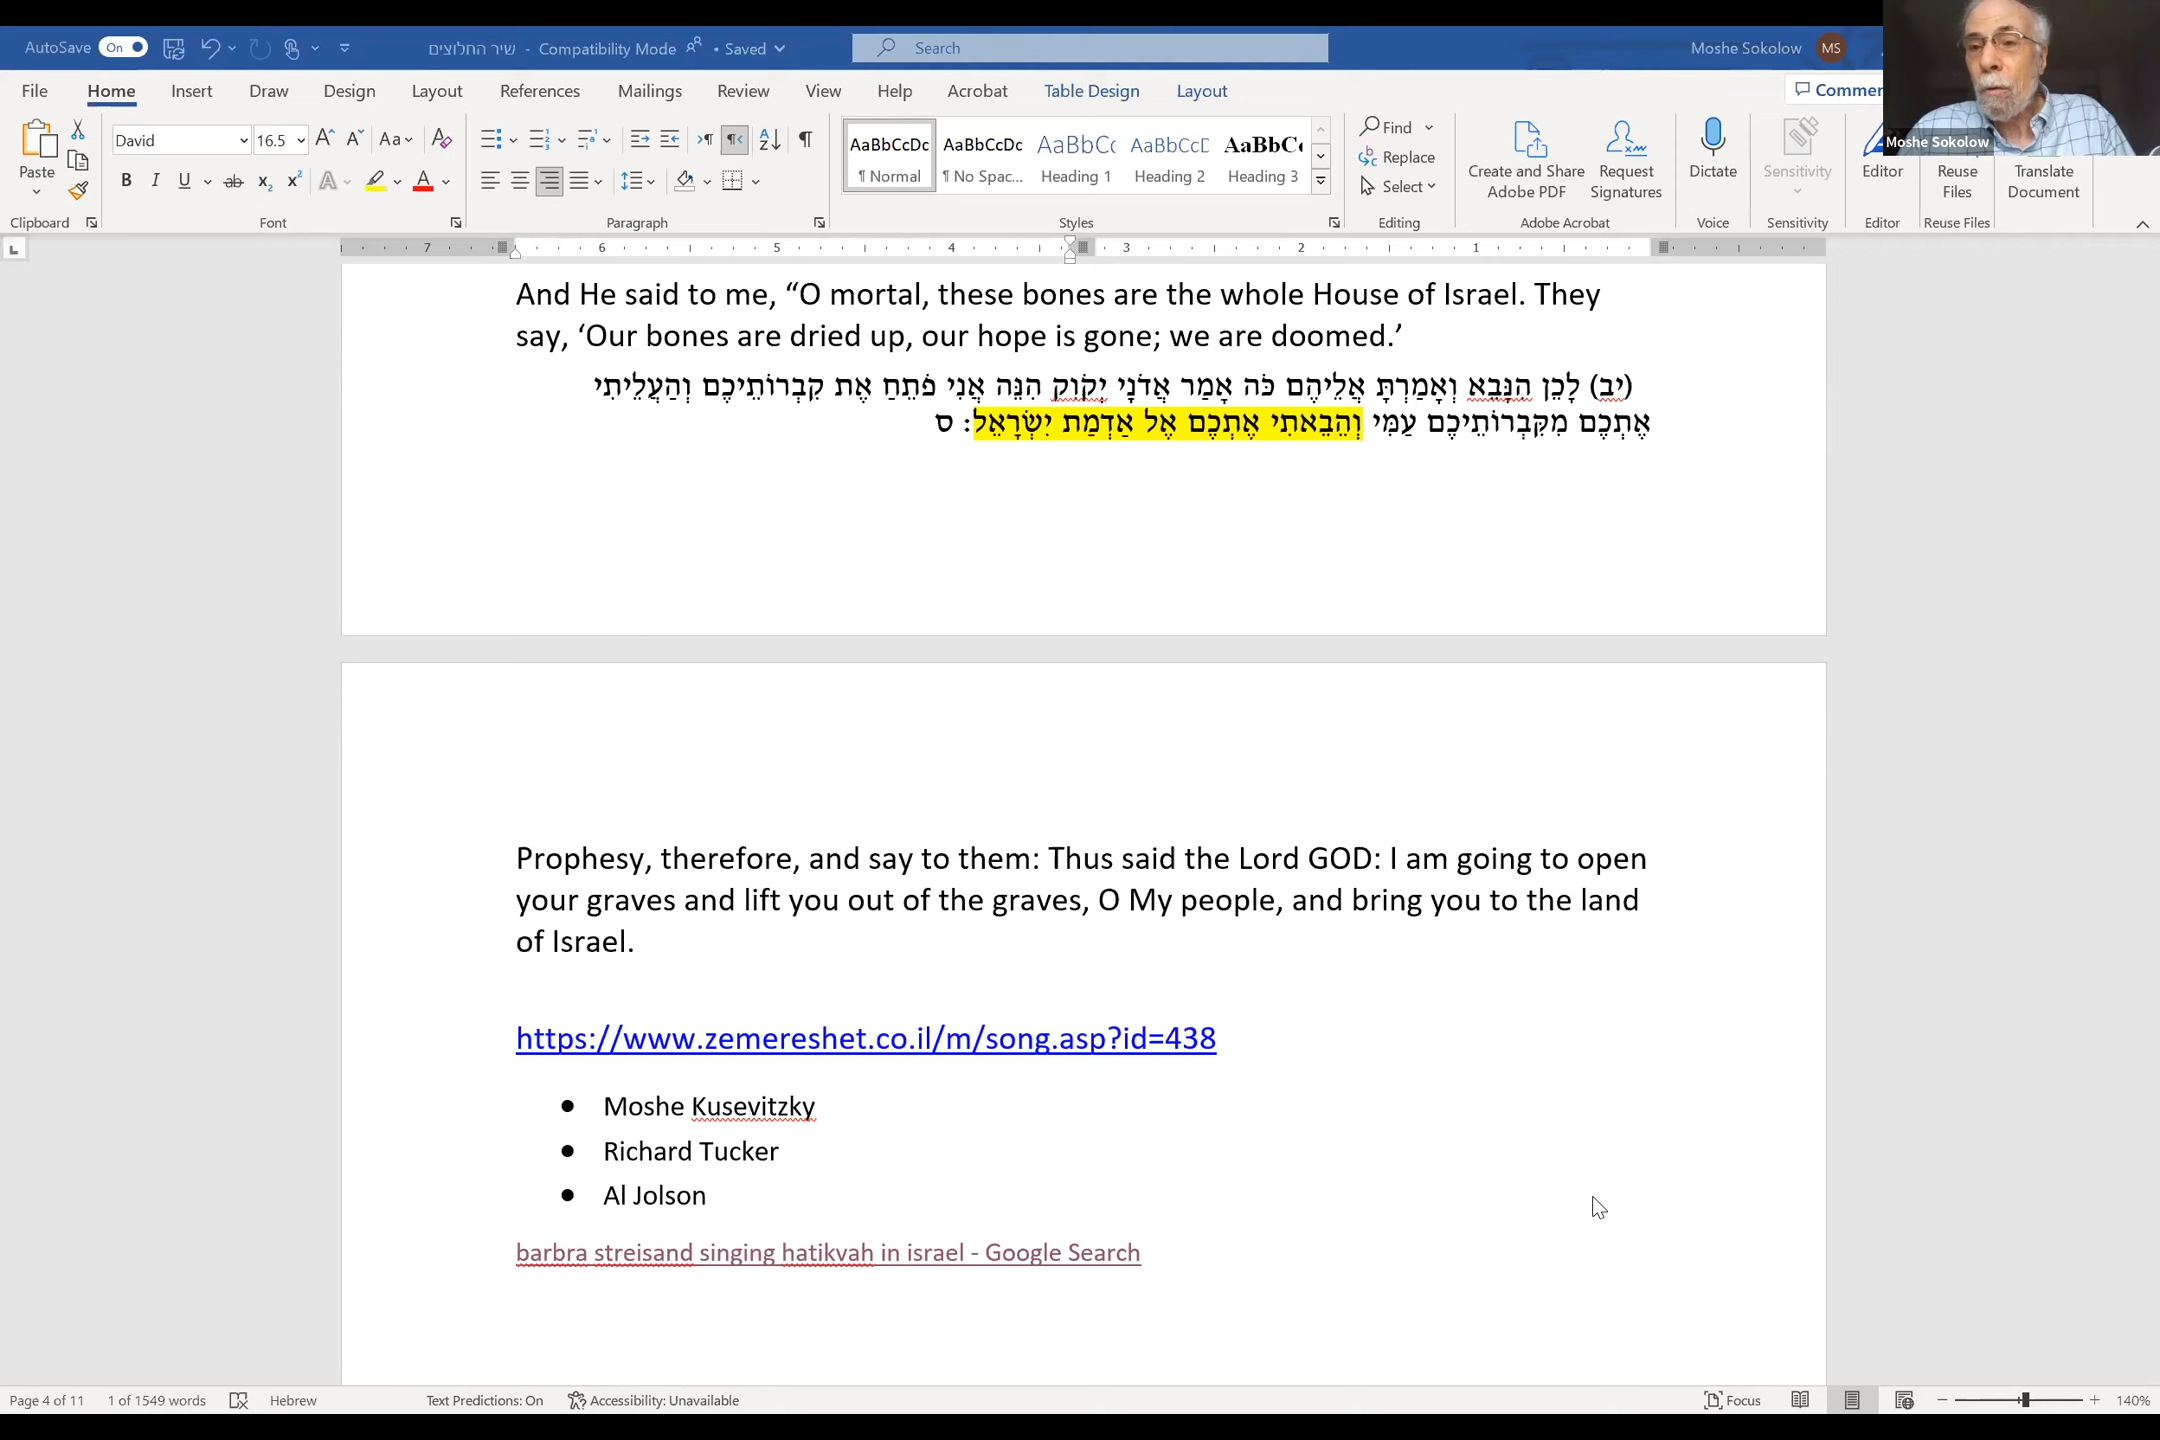 AutoSave On שיר החלוצים - Compatibility Mode • Saved Search Moshe Sokolow MS
File Home Insert Draw Design Layout References Mailings Review View Help Acrobat Table Design Layout
David 16.5 Aa AaBbCcDc AaBbCcDc AaBbCc AaBbCcD AaBbCc Find
Paste ¶ Normal ¶ No Spac... Heading 1 Heading 2 Heading 3 Replace Select Create and Share Adobe PDF Request Signatures Dictate Sensitivity Editor Reuse Files Translate Document
Moshe Sokolow
Clipboard Font Paragraph Styles Editing Adobe Acrobat Voice Sensitivity Editor Reuse Files
7 6 5 4 3 2 1
And He said to me, “O mortal, these bones are the whole House of Israel. They
say, ‘Our bones are dried up, our hope is gone; we are doomed.’
(יב) לָכֵן הִנָּבֵא וְאָמַרְתָּ אֲלֵיהֶם כֹּה אָמַר אֲדֹנָי יְקֹוִק הִנֵּה אֲנִי פֹתֵחַ אֶת קִבְרוֹתֵיכֶם וְהַעֲלֵיתִי
אֶתְכֶם מִקִּבְרוֹתֵיכֶם עַמִּי וְהֵבֵאתִי אֶתְכֶם אֶל אַדְמַת יִשְׂרָאֵל: ס
Prophesy, therefore, and say to them: Thus said the Lord GOD: I am going to open
your graves and lift you out of the graves, O My people, and bring you to the land
of Israel.
https://www.zemereshet.co.il/m/song.asp?id=438
● Moshe Kusevitzky
● Richard Tucker
● Al Jolson
barbra streisand singing hatikvah in israel - Google Search
Page 4 of 11 1 of 1549 words Hebrew Text Predictions: On Accessibility: Unavailable Focus 140%